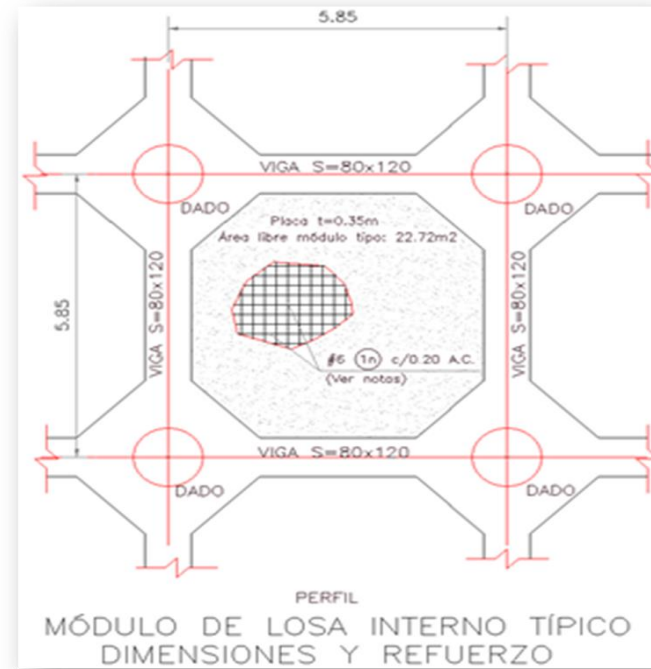 5.85
VIGA S=80x120
DADO
DADO
Placa t=0.35m
Área libre módulo tipo: 22.72m2
5.85
VIGA S=80x120
VIGA S=80x120
#6 1n c/0.20 A.C.
(Ver notas)
VIGA S=80x120
DADO
DADO
PERFIL
MÓDULO DE LOSA INTERNO TÍPICO
DIMENSIONES Y REFUERZO